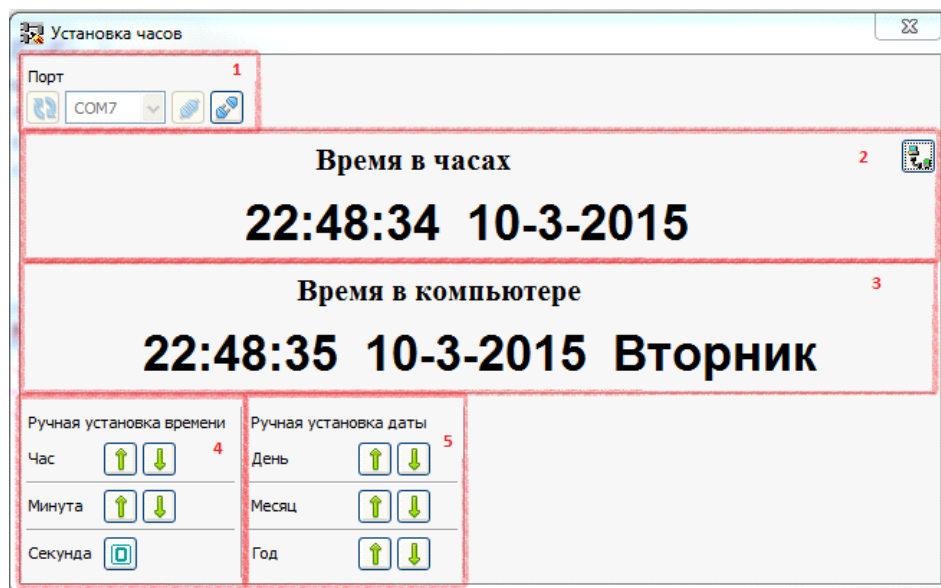 Установка часов
Порт
1
COM7
Время в часах
2
22:48:34 10-3-2015
Время в компьютере
3
22:48:35 10-3-2015 Вторник
Ручная установка времени
4
Час
Минута
Секунда
0
Ручная установка даты
5
День
Месяц
Год